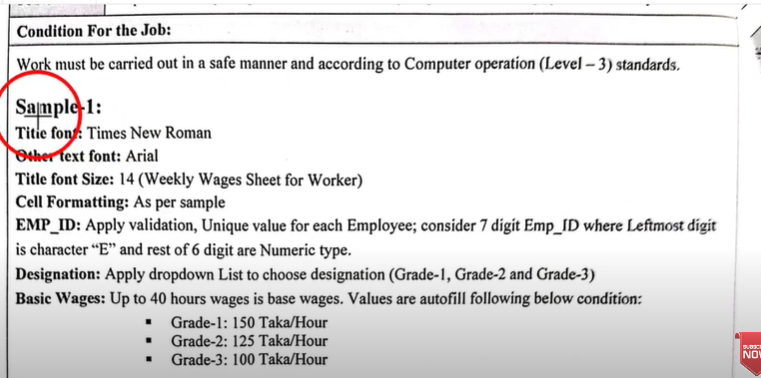 Condition For the Job:
Work must be carried out in a safe manner and according to Computer operation (Level – 3) standards.
Sample-1:
Title font: Times New Roman
Other text font: Arial
Title font Size: 14 (Weekly Wages Sheet for Worker)
Cell Formatting: As per sample
EMP_ID: Apply validation, Unique value for each Employee; consider 7 digit Emp_ID where Leftmost digit
is character “E” and rest of 6 digit are Numeric type.
Designation: Apply dropdown List to choose designation (Grade-1, Grade-2 and Grade-3)
Basic Wages: Up to 40 hours wages is base wages. Values are autofill following below condition:
▪ Grade-1: 150 Taka/Hour
▪ Grade-2: 125 Taka/Hour
▪ Grade-3: 100 Taka/Hour